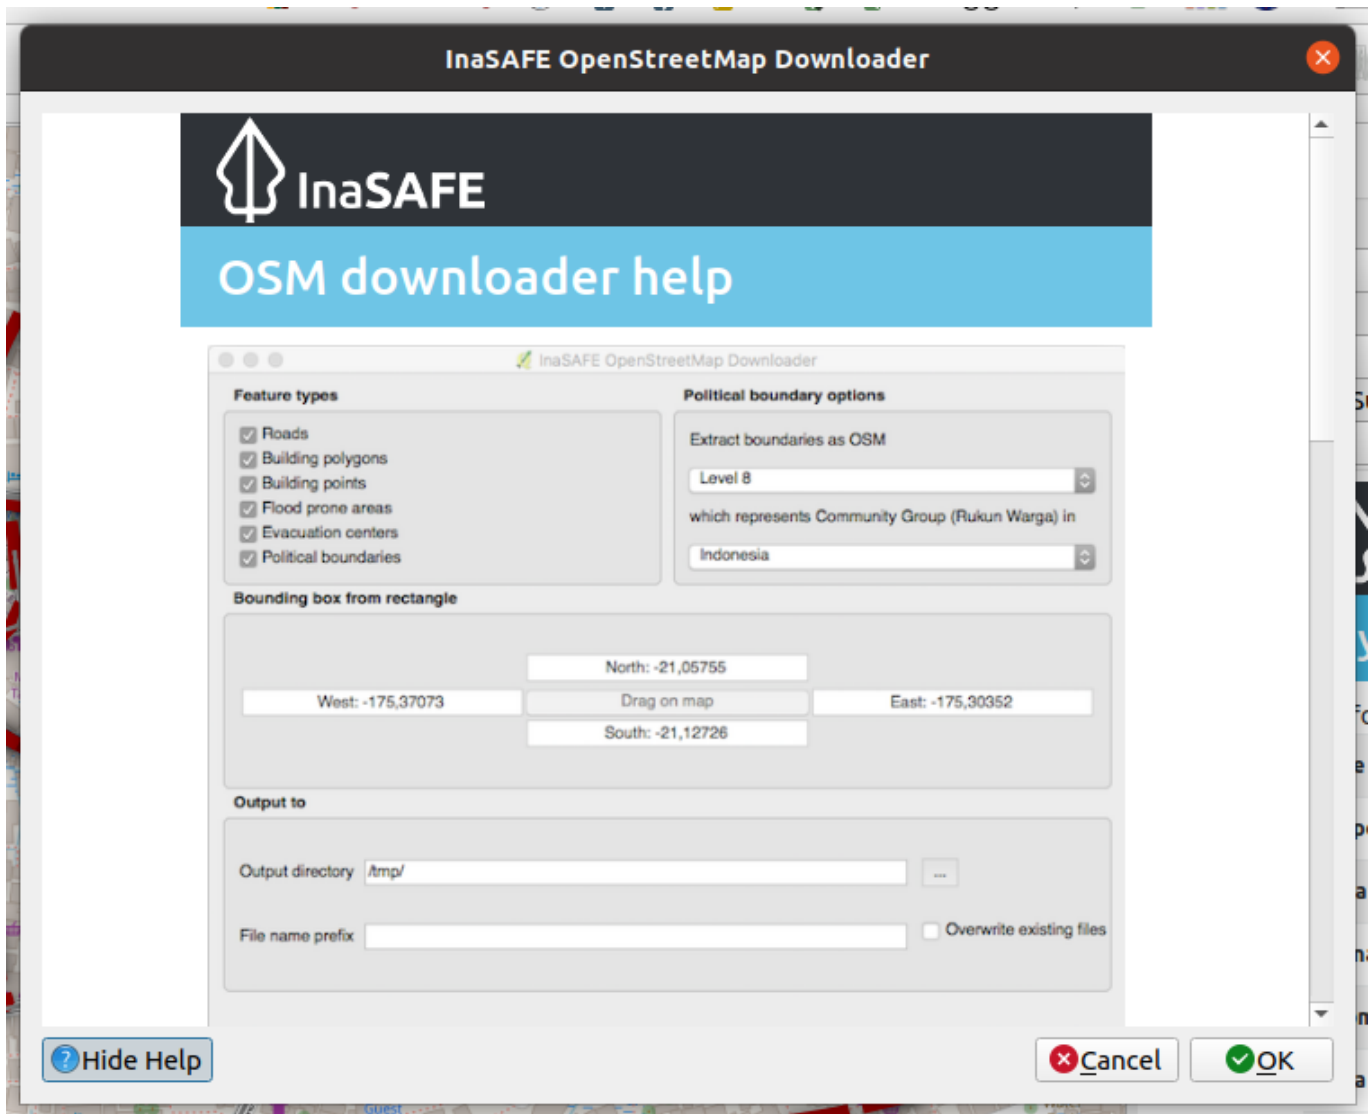 InaSAFE OpenStreetMap Downloader
InaSAFE
OSM downloader help
InaSAFE OpenStreetMap Downloader
Feature types
Political boundary options
Roads
Building polygons
Building points
Flood prone areas
Evacuation centers
Political boundaries
Extract boundaries as OSM
Level 8
which represents Community Group (Rukun Warga) in
Indonesia
Bounding box from rectangle
North: -21,05755
West: -175,37073
Drag on map
East: -175,30352
South: -21,12726
Output to
Output directory /tmp/ ...
File name prefix
Overwrite existing files
Hide Help
Cancel
OK
Guest